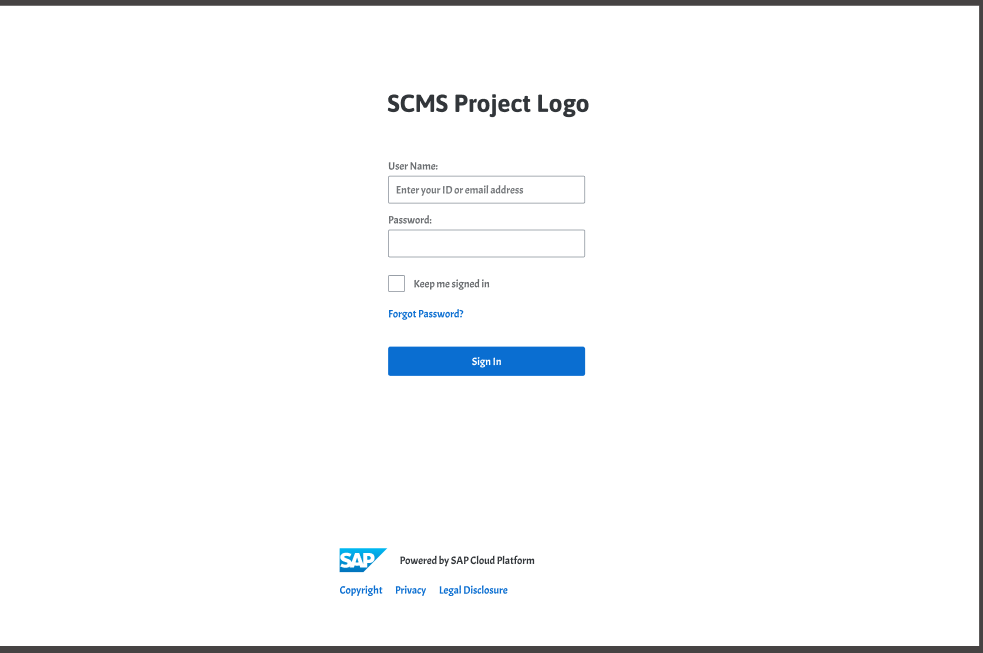 SCMS Project Logo
User Name:
Enter your ID or email address
Password:
Keep me signed in
Forgot Password?
Sign In
SAP Powered by SAP Cloud Platform
Copyright Privacy Legal Disclosure